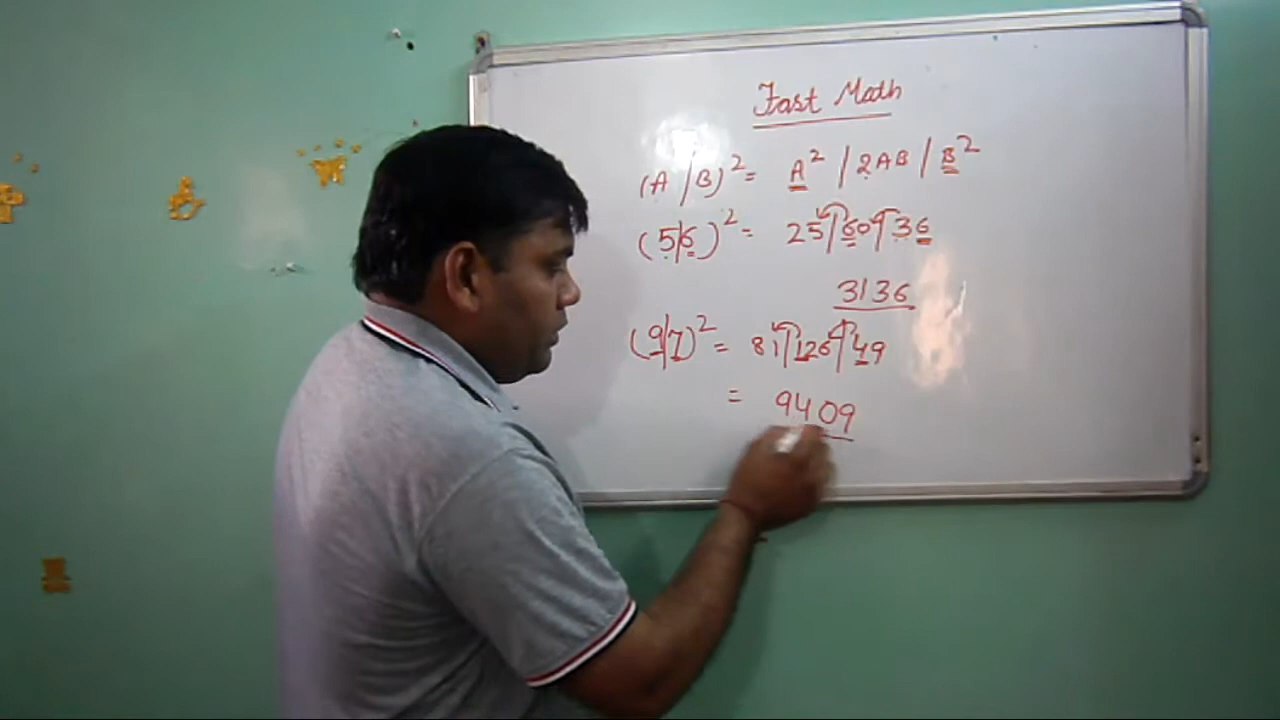 Fast Math
(A/B)² = A² / 2AB / B²
(5/6)² = 25/60/36
3136
(9/7)² = 81/126/49
= 9409